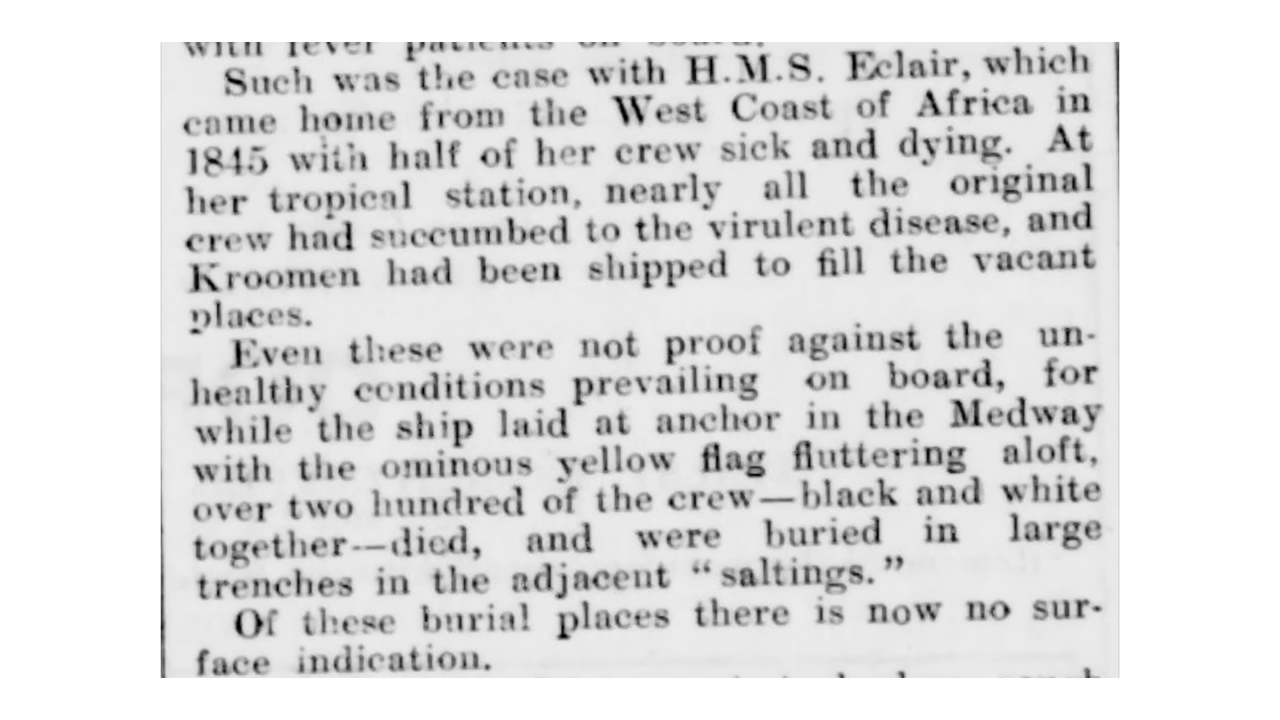 with fever patients on board.
Such was the case with H.M.S. Eclair, which
came home from the West Coast of Africa in
1845 with half of her crew sick and dying. At
her tropical station, nearly all the original
crew had succumbed to the virulent disease, and
Kroomen had been shipped to fill the vacant
places.
Even these were not proof against the un-
healthy conditions prevailing on board, for
while the ship laid at anchor in the Medway
with the ominous yellow flag fluttering aloft,
over two hundred of the crew—black and white
together—died, and were buried in large
trenches in the adjacent “saltings.”
Of these burial places there is now no sur-
face indication.